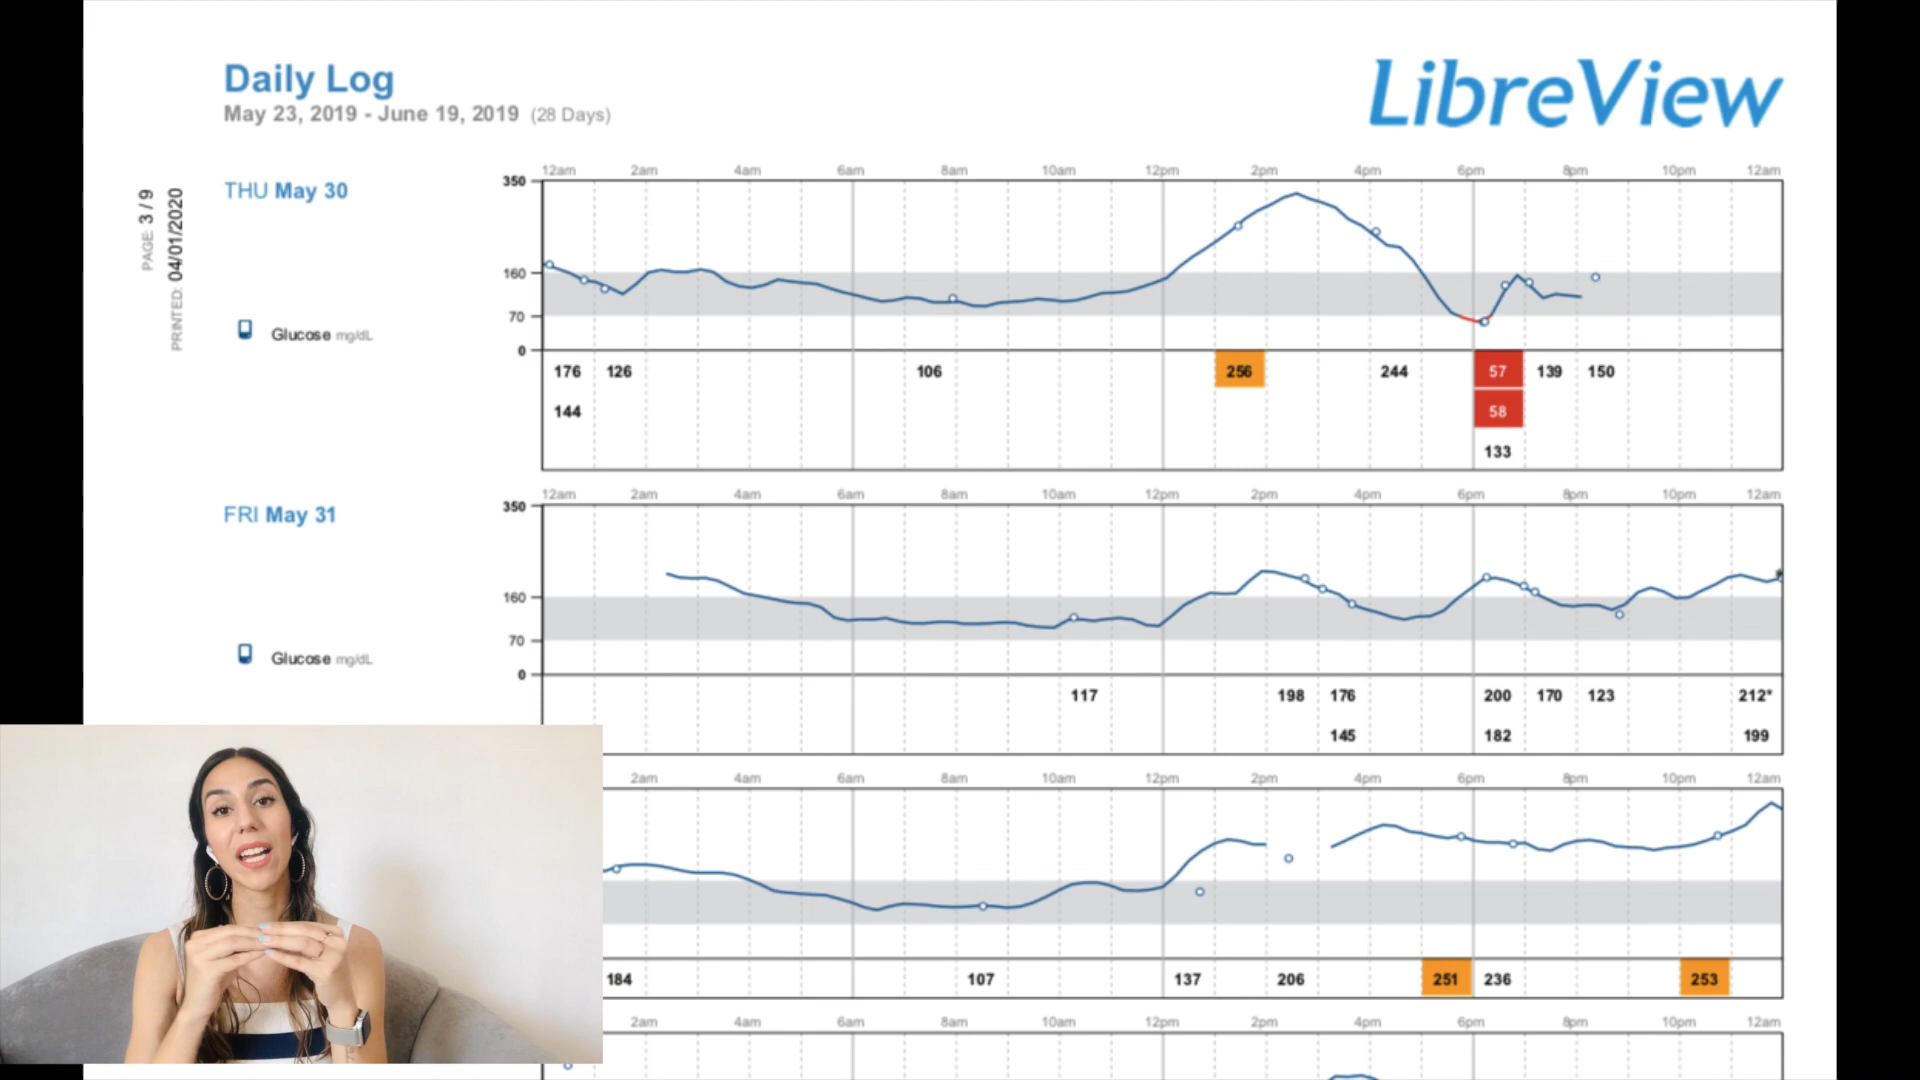 Daily Log
LibreView
May 23, 2019 - June 19, 2019 (28 Days)
PAGE: 3 / 9
PRINTED: 04/01/2020
THU May 30
12am 2am 4am 6am 8am 10am 12pm 2pm 4pm 6pm 8pm 10pm 12am
350
160
70
0
Glucose mg/dL
176 126 106 256 244 57 139 150
144 58
133
FRI May 31
12am 2am 4am 6am 8am 10am 12pm 2pm 4pm 6pm 8pm 10pm 12am
350
160
70
0
Glucose mg/dL
117 198 176 200 170 123 212*
145 182 199
2am 4am 6am 8am 10am 12pm 2pm 4pm 6pm 8pm 10pm 12am
184 107 137 206 251 236 253
2am 4am 6am 8am 10am 12pm 2pm 4pm 6pm 8pm 10pm 12am